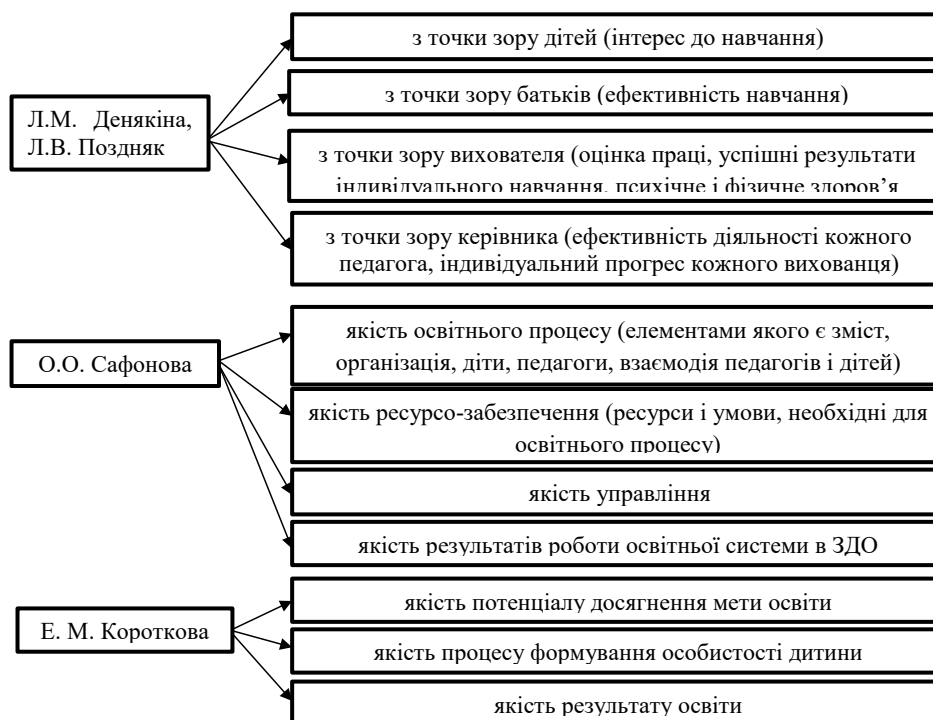 з точки зору дітей (інтерес до навчання)
з точки зору батьків (ефективність навчання)
Л.М. Денякіна,
Л.В. Поздняк
з точки зору вихователя (оцінка праці, успішні результати
індивідуального навчання, психічне і фізичне здоров’я
з точки зору керівника (ефективність діяльності кожного
педагога, індивідуальний прогрес кожного вихованця)
якість освітнього процесу (елементами якого є зміст,
організація, діти, педагоги, взаємодія педагогів і дітей)
О.О. Сафонова
якість ресурсо-забезпечення (ресурси і умови, необхідні для
освітнього процесу)
якість управління
якість результатів роботи освітньої системи в ЗДО
якість потенціалу досягнення мети освіти
Е. М. Короткова
якість процесу формування особистості дитини
якість результату освіти